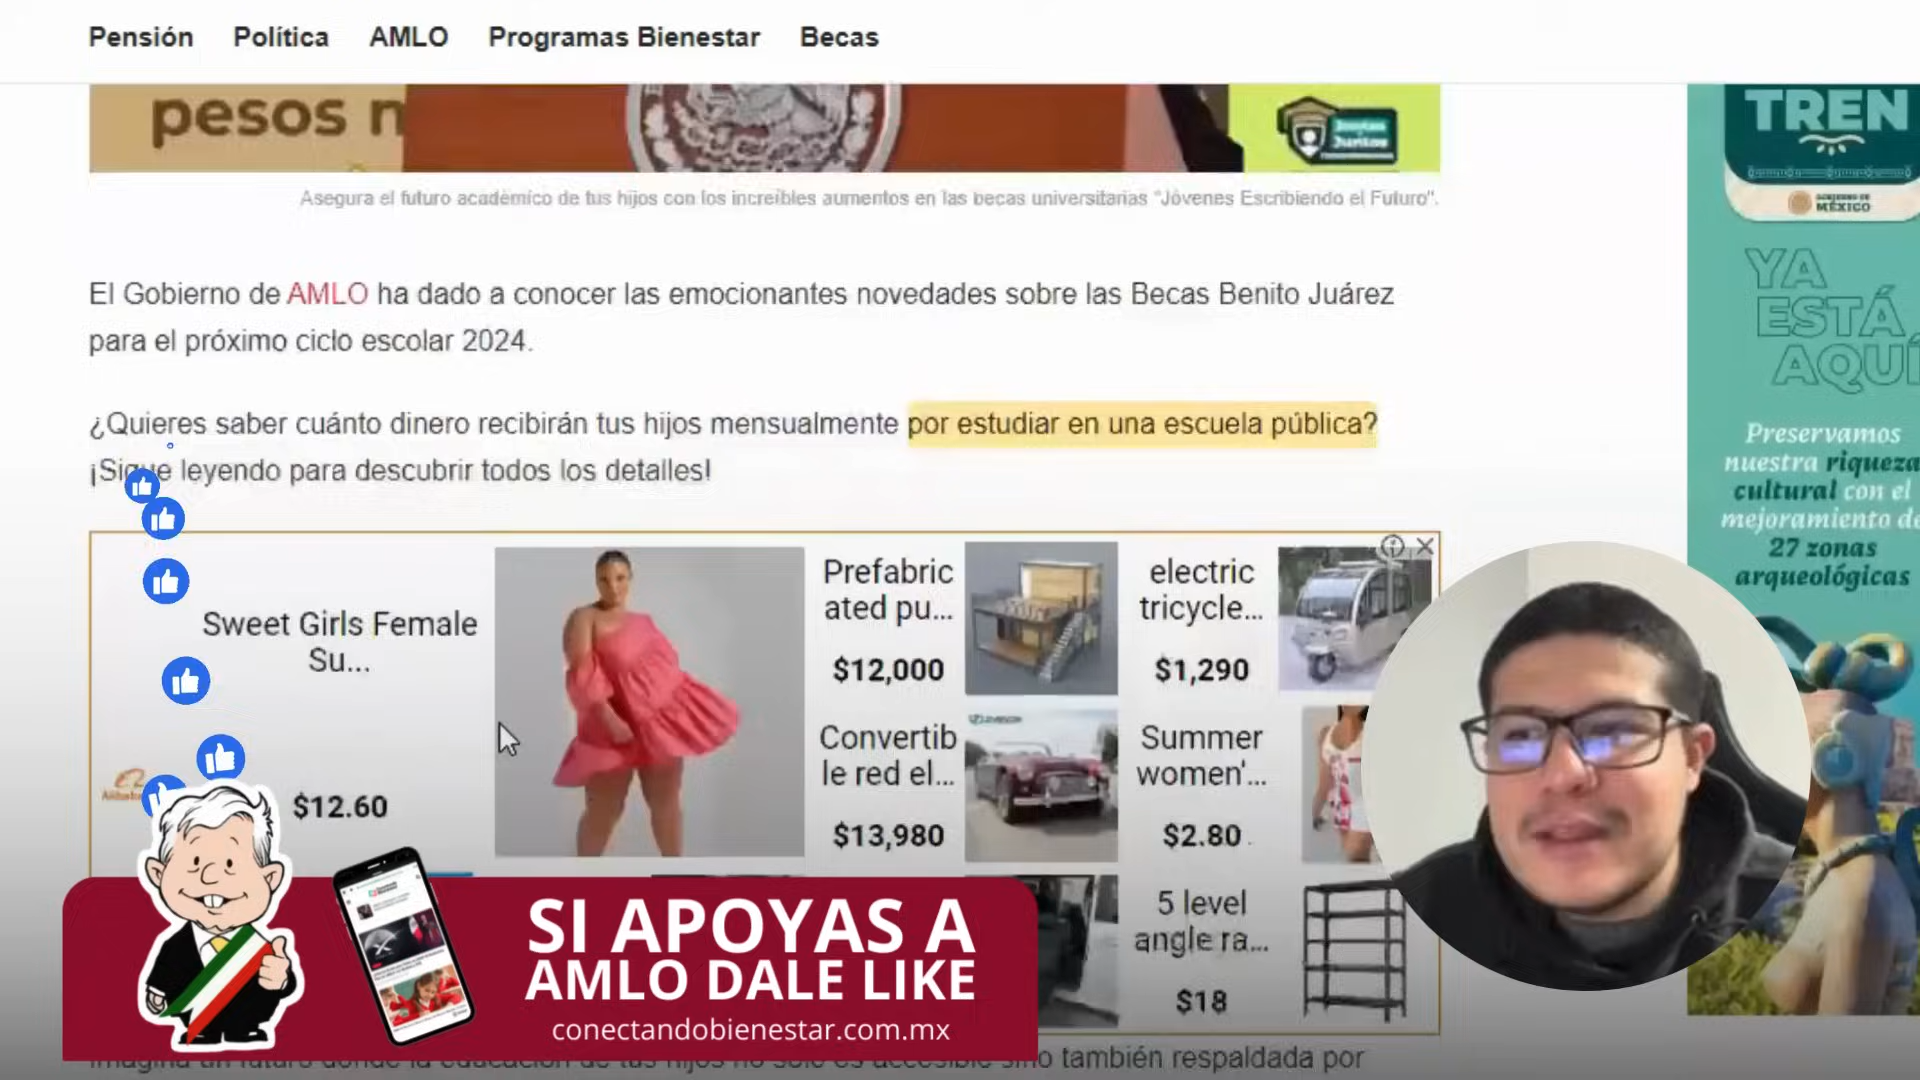 Pensión Política AMLO Programas Bienestar Becas
pesos
TREN
GOBIERNO DE
MÉXICO
Asegura el futuro académico de tus hijos con los increíbles aumentos en las becas universitarias "Jóvenes Escribiendo el Futuro".
YA
ESTÁ
AQUÍ
El Gobierno de AMLO ha dado a conocer las emocionantes novedades sobre las Becas Benito Juárez
para el próximo ciclo escolar 2024.
¿Quieres saber cuánto dinero recibirán tus hijos mensualmente por estudiar en una escuela pública?
¡Sigue leyendo para descubrir todos los detalles!
Preservamos
nuestra riqueza
cultural con el
mejoramiento de
27 zonas
arqueológicas
Sweet Girls Female
Su...
$12.60
Prefabric
ated pu...
$12,000
electric
tricycle...
$1,290
Convertib
le red el...
$13,980
Summer
women'...
$2.80
5 level
angle ra...
$18
SI APOYAS A
AMLO DALE LIKE
conectandobienestar.com.mx
también respaldada por